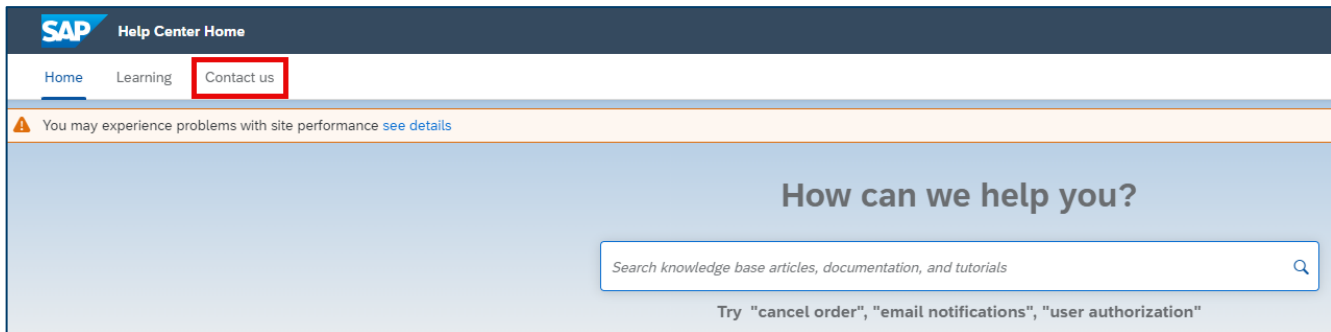 SAP Help Center Home
Home Learning Contact us
You may experience problems with site performance see details
How can we help you?
Search knowledge base articles, documentation, and tutorials
Try "cancel order", "email notifications", "user authorization"